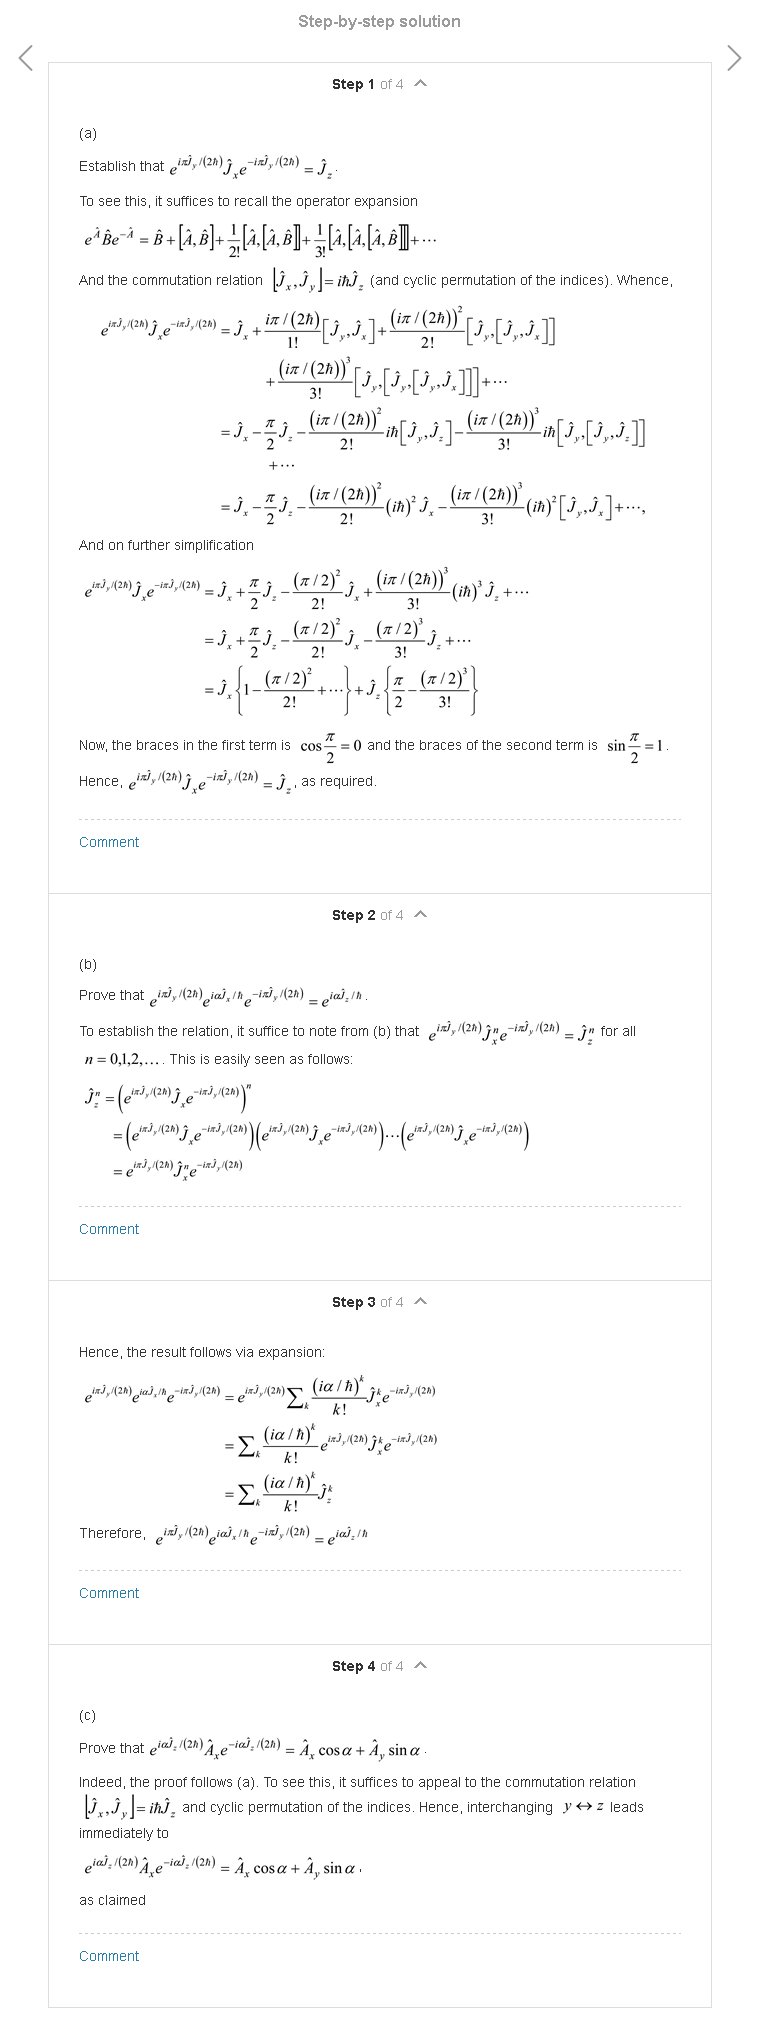 Step-by-step solution
Step 1 of 4
(a)
Establish that $e^{i\pi\hat{J}_y/(2\hbar)}\hat{J}_x e^{-i\pi\hat{J}_y/(2\hbar)} = \hat{J}_z$.
To see this, it suffices to recall the operator expansion
$e^{\hat{A}}\hat{B}e^{-\hat{A}} = \hat{B} + [\hat{A},\hat{B}] + \frac{1}{2!}[\hat{A},[\hat{A},\hat{B}]] + \frac{1}{3!}[\hat{A},[\hat{A},[\hat{A},\hat{B}]]] + \cdots$
And the commutation relation $[\hat{J}_x,\hat{J}_y] = i\hbar\hat{J}_z$ (and cyclic permutation of the indices). Whence,
$e^{i\pi\hat{J}_y/(2\hbar)}\hat{J}_x e^{-i\pi\hat{J}_y/(2\hbar)} = \hat{J}_x + \frac{i\pi/(2\hbar)}{1!}[\hat{J}_y,\hat{J}_x] + \frac{(i\pi/(2\hbar))^2}{2!}[\hat{J}_y,[\hat{J}_y,\hat{J}_x]]$
$+ \frac{(i\pi/(2\hbar))^3}{3!}[\hat{J}_y,[\hat{J}_y,[\hat{J}_y,\hat{J}_x]]] + \cdots$
$= \hat{J}_x - \frac{\pi}{2}\hat{J}_z - \frac{(i\pi/(2\hbar))^2}{2!}i\hbar[\hat{J}_y,\hat{J}_z] - \frac{(i\pi/(2\hbar))^3}{3!}i\hbar[\hat{J}_y,[\hat{J}_y,\hat{J}_z]]$
$+ \cdots$
$= \hat{J}_x - \frac{\pi}{2}\hat{J}_z - \frac{(i\pi/(2\hbar))^2}{2!}(i\hbar)^2\hat{J}_x - \frac{(i\pi/(2\hbar))^3}{3!}(i\hbar)^2[\hat{J}_y,\hat{J}_x] + \cdots,$
And on further simplification
$e^{i\pi\hat{J}_y/(2\hbar)}\hat{J}_x e^{-i\pi\hat{J}_y/(2\hbar)} = \hat{J}_x + \frac{\pi}{2}\hat{J}_z - \frac{(\pi/2)^2}{2!}\hat{J}_x + \frac{(i\pi/(2\hbar))^3}{3!}(i\hbar)^3\hat{J}_z + \cdots$
$= \hat{J}_x + \frac{\pi}{2}\hat{J}_z - \frac{(\pi/2)^2}{2!}\hat{J}_x - \frac{(\pi/2)^3}{3!}\hat{J}_z + \cdots$
$= \hat{J}_x\left\{1 - \frac{(\pi/2)^2}{2!} + \cdots\right\} + \hat{J}_z\left\{\frac{\pi}{2} - \frac{(\pi/2)^3}{3!}\right\}$
Now, the braces in the first term is $\cos\frac{\pi}{2} = 0$ and the braces of the second term is $\sin\frac{\pi}{2} = 1$.
Hence, $e^{i\pi\hat{J}_y/(2\hbar)}\hat{J}_x e^{-i\pi\hat{J}_y/(2\hbar)} = \hat{J}_z$, as required.
Comment
Step 2 of 4
(b)
Prove that $e^{i\pi\hat{J}_y/(2\hbar)}e^{i\alpha\hat{J}_x/\hbar}e^{-i\pi\hat{J}_y/(2\hbar)} = e^{i\alpha\hat{J}_z/\hbar}$.
To establish the relation, it suffice to note from (b) that $e^{i\pi\hat{J}_y/(2\hbar)}\hat{J}_x^n e^{-i\pi\hat{J}_y/(2\hbar)} = \hat{J}_z^n$ for all
$n = 0,1,2,\ldots$. This is easily seen as follows:
$\hat{J}_z^n = \left(e^{i\pi\hat{J}_y/(2\hbar)}\hat{J}_x e^{-i\pi\hat{J}_y/(2\hbar)}\right)^n$
$= \left(e^{i\pi\hat{J}_y/(2\hbar)}\hat{J}_x e^{-i\pi\hat{J}_y/(2\hbar)}\right)\left(e^{i\pi\hat{J}_y/(2\hbar)}\hat{J}_x e^{-i\pi\hat{J}_y/(2\hbar)}\right)\cdots\left(e^{i\pi\hat{J}_y/(2\hbar)}\hat{J}_x e^{-i\pi\hat{J}_y/(2\hbar)}\right)$
$= e^{i\pi\hat{J}_y/(2\hbar)}\hat{J}_x^n e^{-i\pi\hat{J}_y/(2\hbar)}$
Comment
Step 3 of 4
Hence, the result follows via expansion:
$e^{i\pi\hat{J}_y/(2\hbar)}e^{i\alpha\hat{J}_x/\hbar}e^{-i\pi\hat{J}_y/(2\hbar)} = e^{i\pi\hat{J}_y/(2\hbar)}\sum_k \frac{(i\alpha/\hbar)^k}{k!}\hat{J}_x^k e^{-i\pi\hat{J}_y/(2\hbar)}$
$= \sum_k \frac{(i\alpha/\hbar)^k}{k!}e^{i\pi\hat{J}_y/(2\hbar)}\hat{J}_x^k e^{-i\pi\hat{J}_y/(2\hbar)}$
$= \sum_k \frac{(i\alpha/\hbar)^k}{k!}\hat{J}_z^k$
Therefore, $e^{i\pi\hat{J}_y/(2\hbar)}e^{i\alpha\hat{J}_x/\hbar}e^{-i\pi\hat{J}_y/(2\hbar)} = e^{i\alpha\hat{J}_z/\hbar}$
Comment
Step 4 of 4
(c)
Prove that $e^{i\alpha\hat{J}_z/(2\hbar)}\hat{A}_x e^{-i\alpha\hat{J}_z/(2\hbar)} = \hat{A}_x\cos\alpha + \hat{A}_y\sin\alpha$.
Indeed, the proof follows (a). To see this, it suffices to appeal to the commutation relation
$[\hat{J}_x,\hat{J}_y] = i\hbar\hat{J}_z$ and cyclic permutation of the indices. Hence, interchanging $y \leftrightarrow z$ leads
immediately to
$e^{i\alpha\hat{J}_z/(2\hbar)}\hat{A}_x e^{-i\alpha\hat{J}_z/(2\hbar)} = \hat{A}_x\cos\alpha + \hat{A}_y\sin\alpha$,
as claimed
Comment